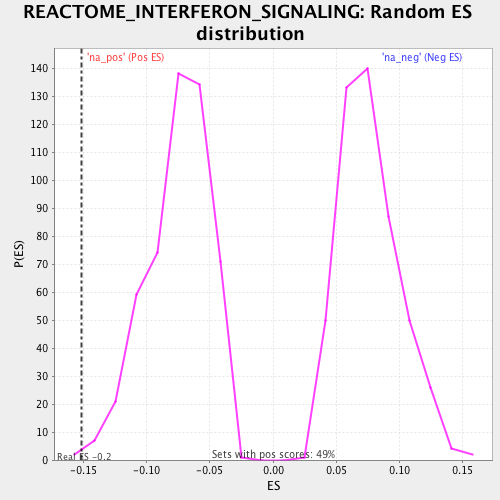 REACTOME_INTERFERON_SIGNALING: Random ES
distribution
'na_pos' (Pos ES) 'na_neg' (Neg ES)
140
130
120
110
100
90
80
70
60
50
40
30
20
10
0
P(ES)
Real ES -0.2 Sets with pos scores: 49%
-0.15 -0.10 -0.05 0.00 0.05 0.10 0.15
ES